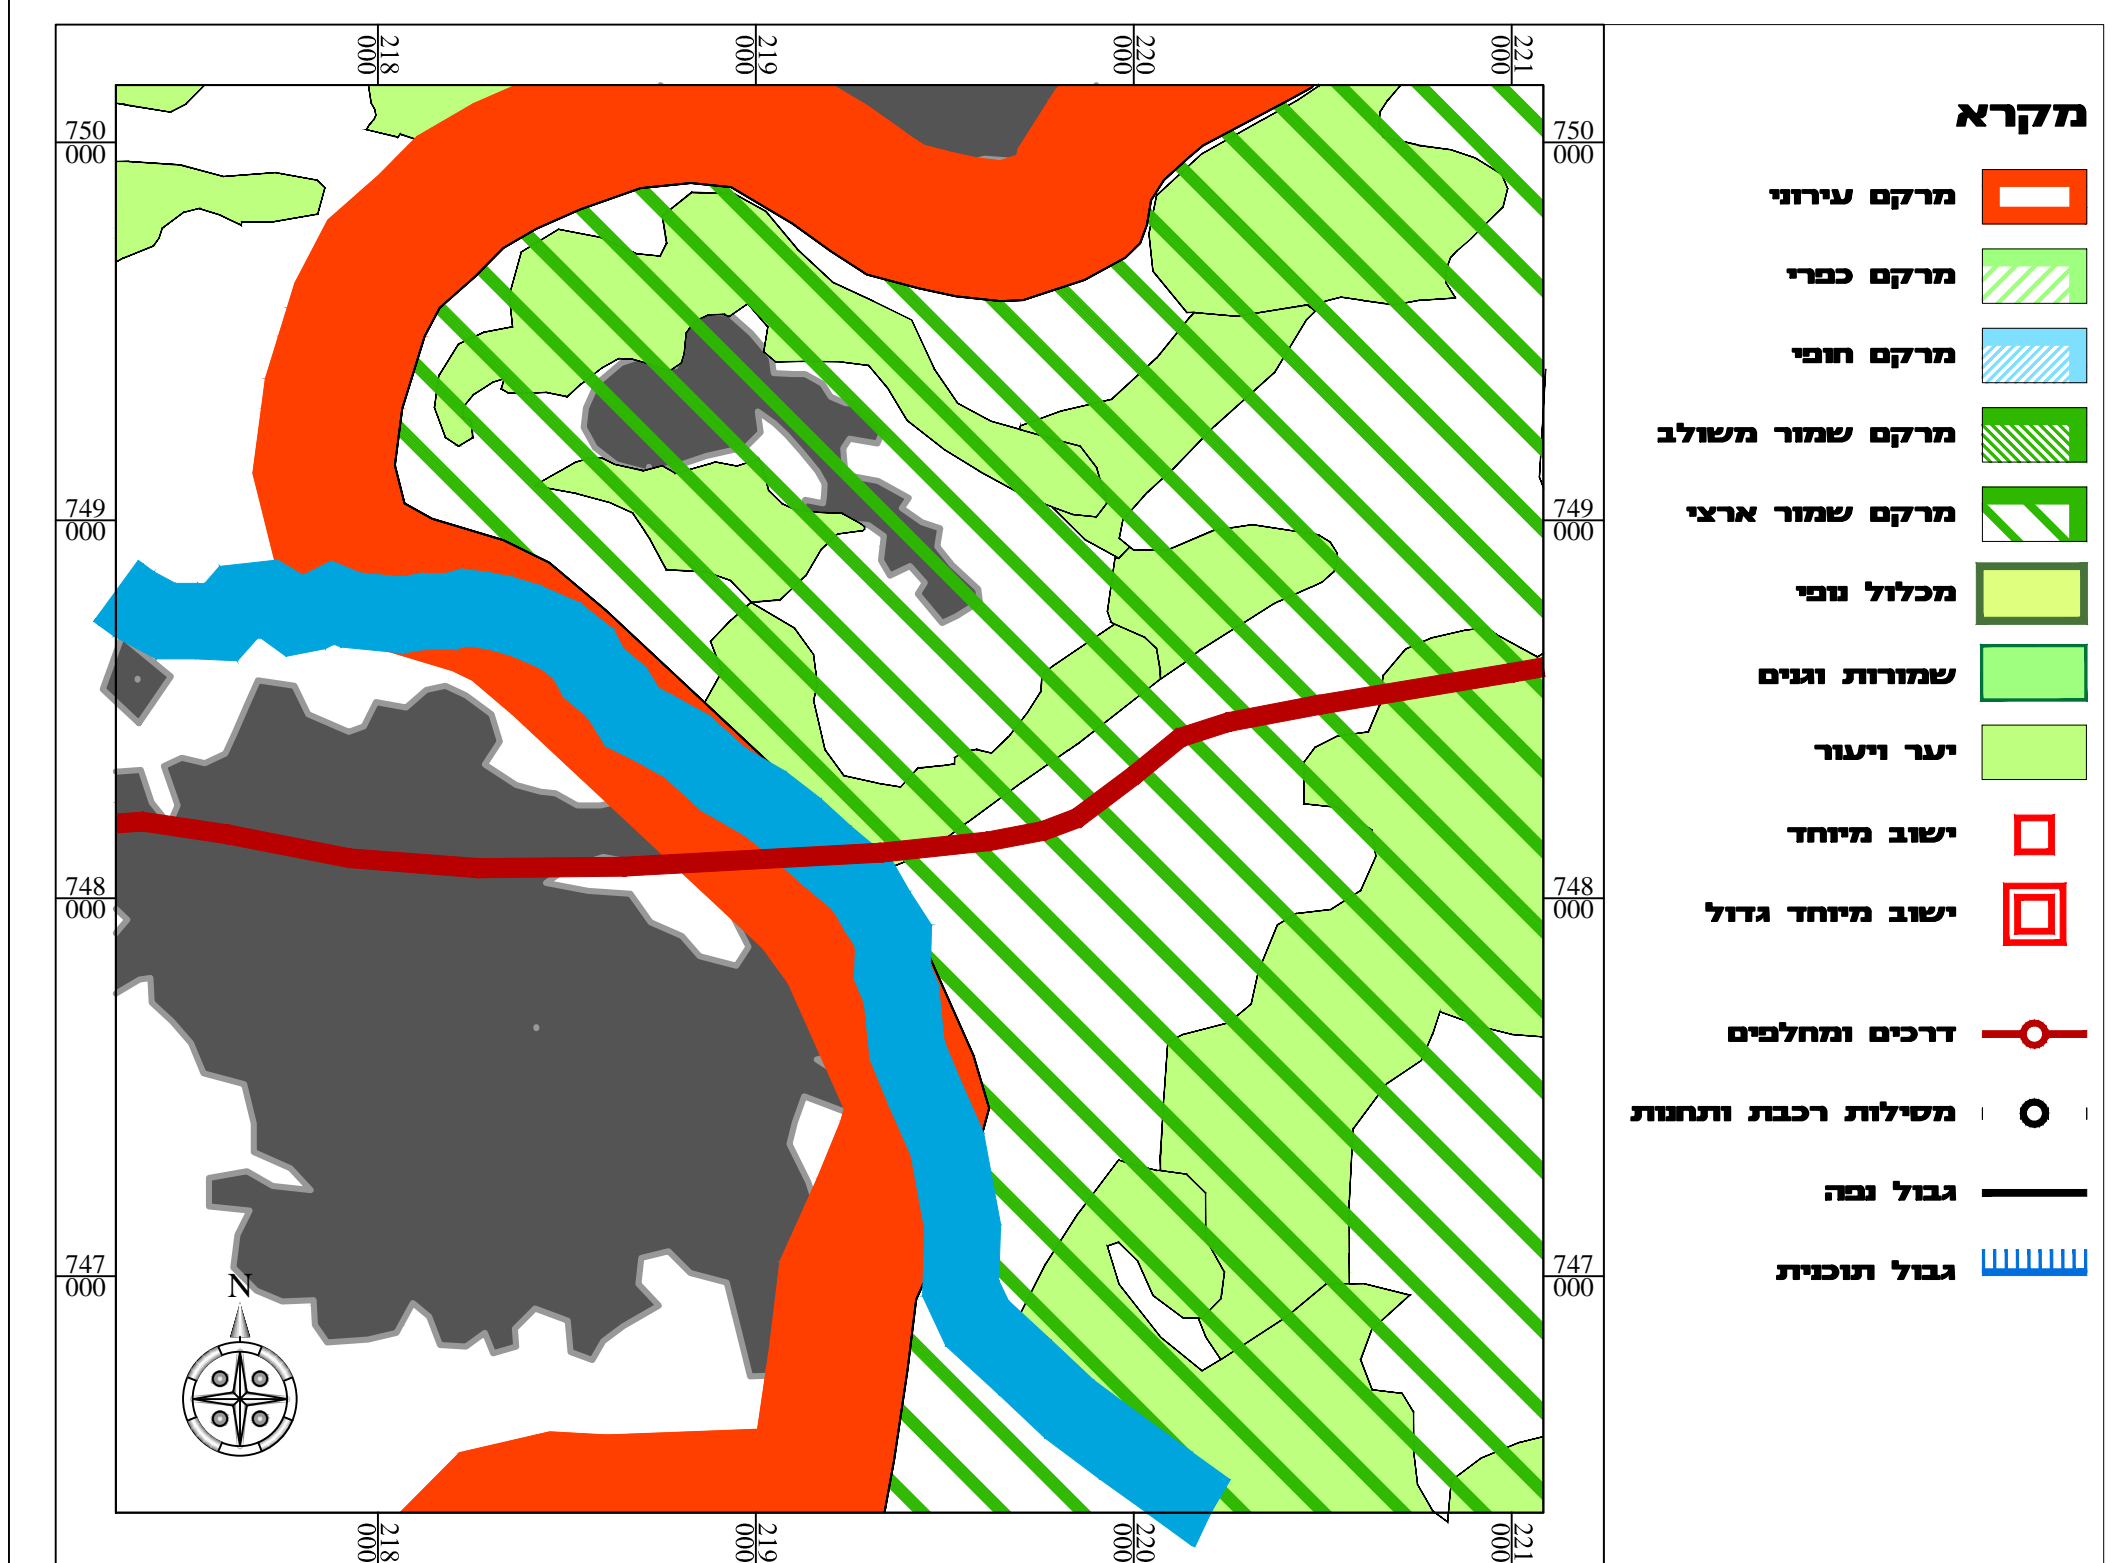 218
000
219
000
220
000
221
000
750
000
749
000
748
000
747
000
750
000
749
000
748
000
747
000
N
218
000
219
000
220
000
221
000
מקרא
מרקם עירוני
מרקם כפרי
מרקם חופי
מרקם שמור משולב
מרקם שמור ארצי
מכלול נופי
שמורות וגנים
יער ויעור
ישוב מיוחד
ישוב מיוחד גדול
דרכים ומחלפים
מסילות רכבת ותחנות
גבול נפה
גבול תוכנית